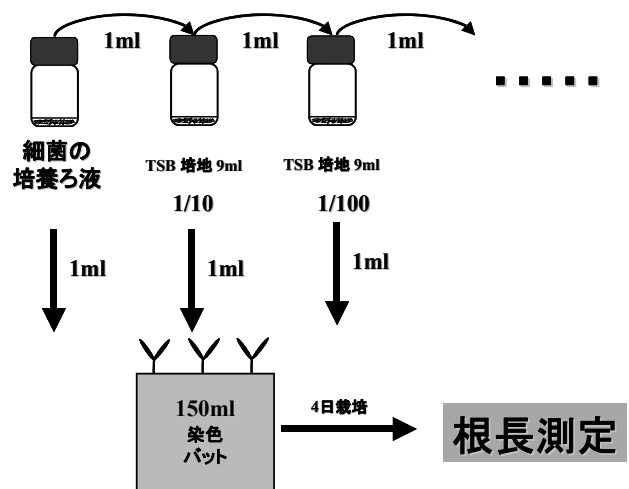 1ml 1ml 1ml
細菌の
培養ろ液
TSB 培地 9ml
1/10
TSB 培地 9ml
1/100
1ml 1ml 1ml
150ml
染色
バット
4日栽培
根長測定